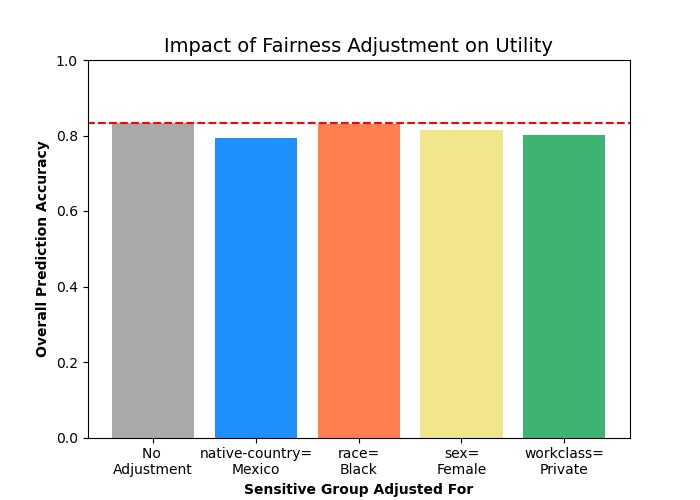 Impact of Fairness Adjustment on Utility
1.0
0.8
0.6
0.4
0.2
0.0
Overall Prediction Accuracy
No
Adjustment
native-country=
Mexico
race=
Black
sex=
Female
workclass=
Private
Sensitive Group Adjusted For